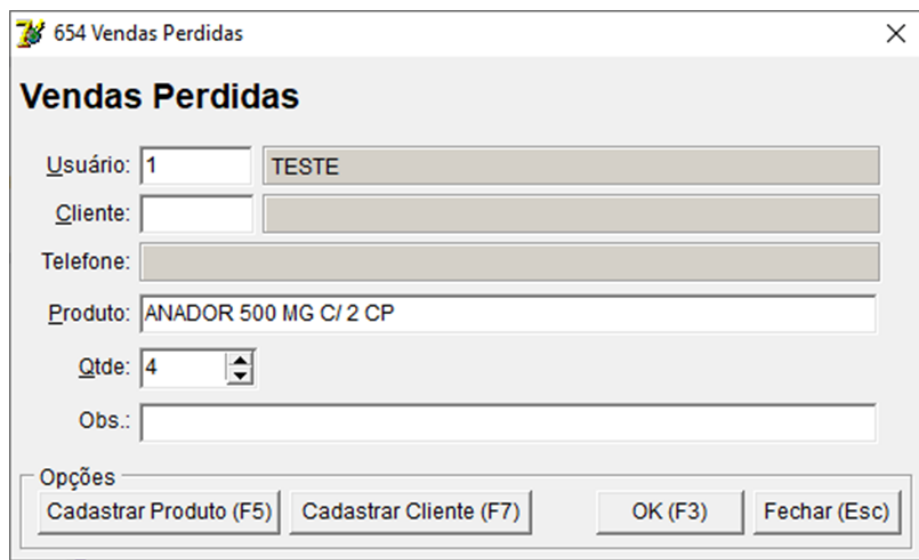 654 Vendas Perdidas
Vendas Perdidas
Usuário: 1 TESTE
Cliente:
Telefone:
Produto: ANADOR 500 MG C/ 2 CP
Qtde: 4
Obs.:
Opções
Cadastrar Produto (F5) Cadastrar Cliente (F7) OK (F3) Fechar (Esc)